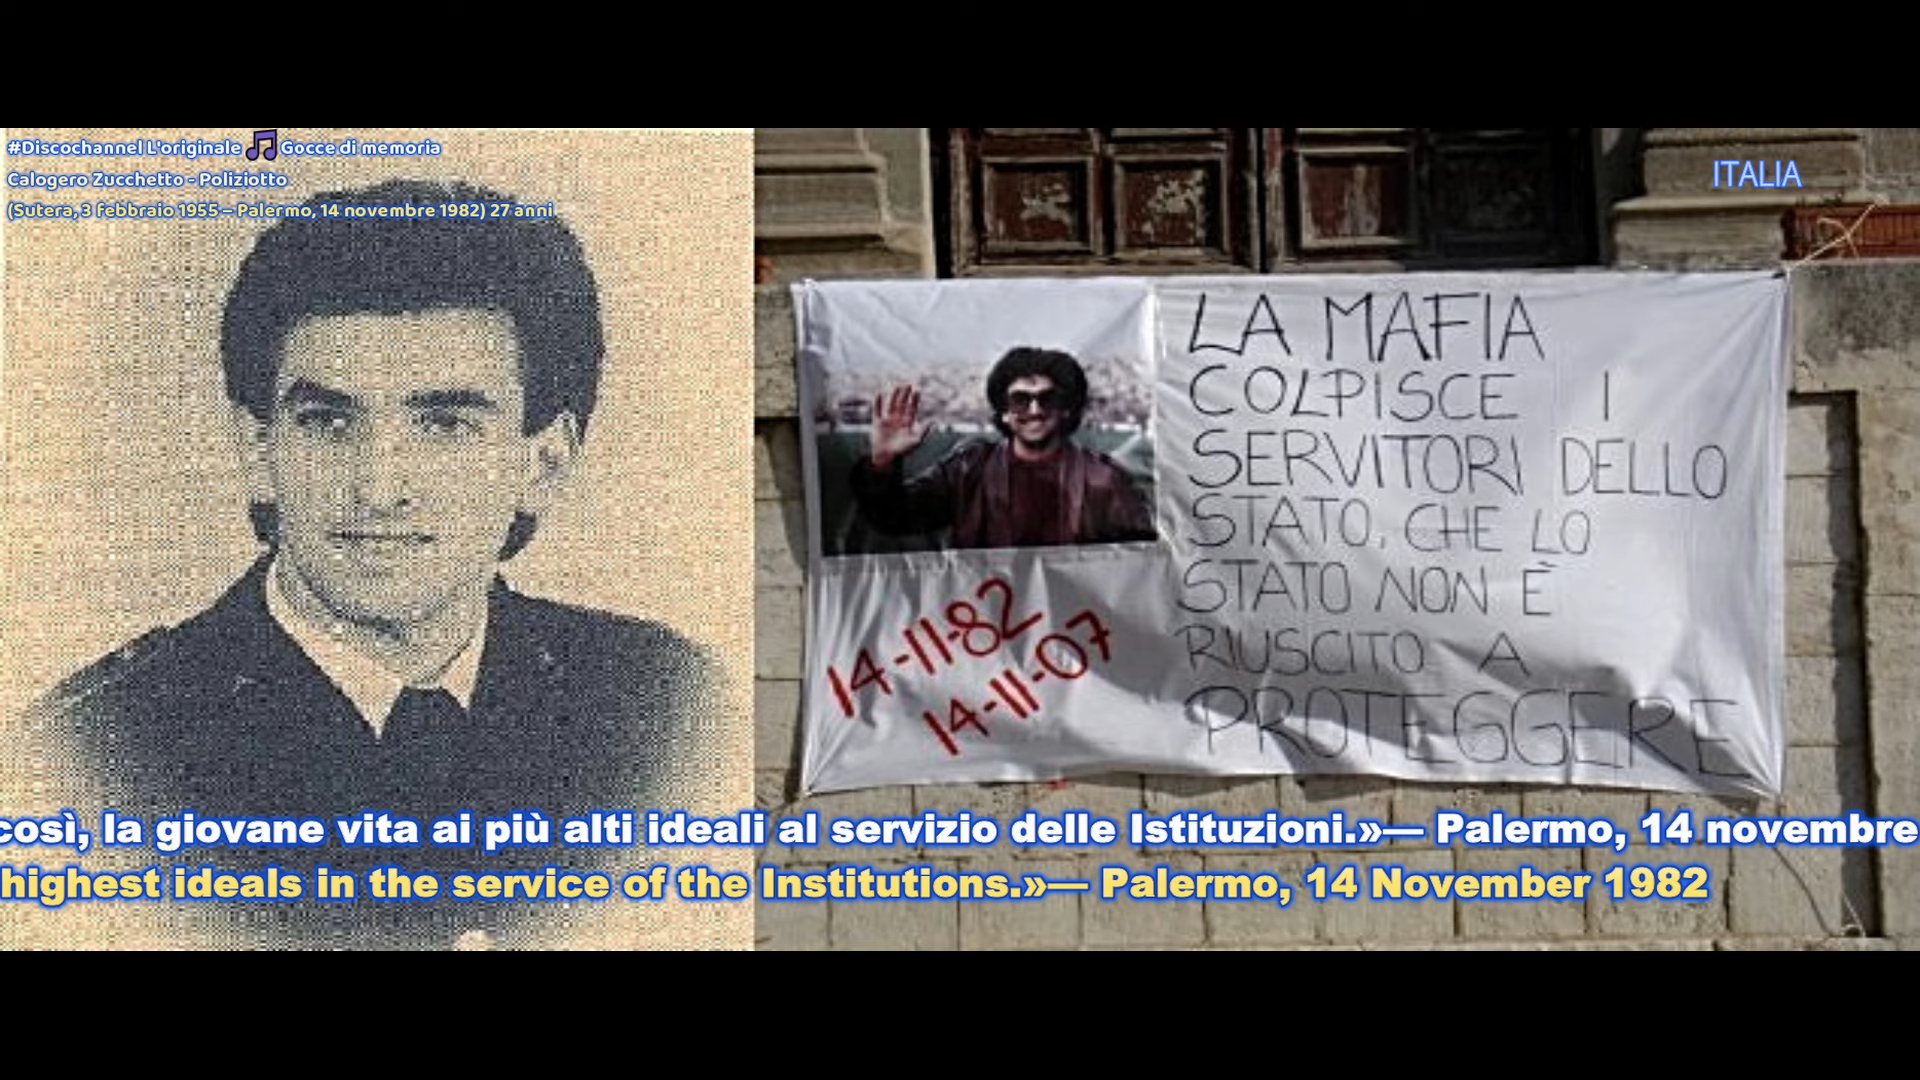 #Discochannel L'originale 🎵 Gocce di memoria
Calogero Zucchetto - Poliziotto
(Sutera, 3 febbraio 1955 – Palermo, 14 novembre 1982) 27 anni
ITALIA
LA MAFIA
COLPISCE I
SERVITORI DELLO
STATO, CHE LO
STATO NON È
RIUSCITO A
PROTEGGERE
14-11-82
14-11-07
così, la giovane vita ai più alti ideali al servizio delle Istituzioni.»— Palermo, 14 novembre
highest ideals in the service of the Institutions.»— Palermo, 14 November 1982